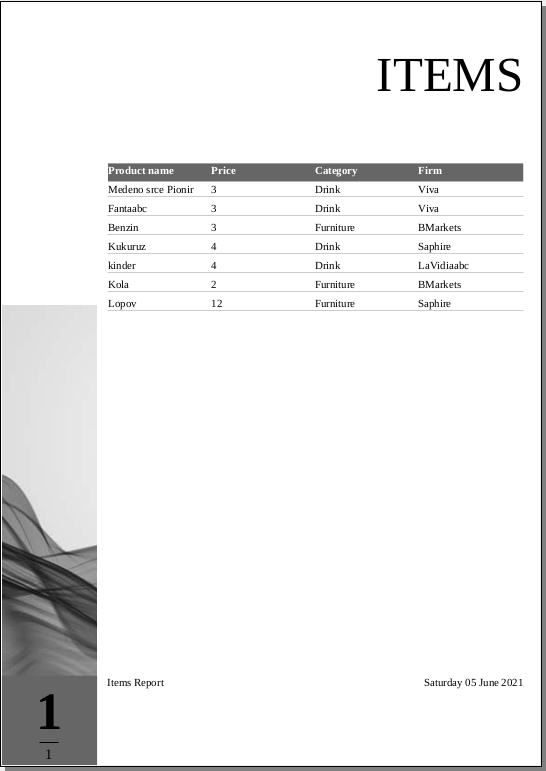 ITEMS
Product name Price Category Firm
Medeno srce Pionir 3 Drink Viva
Fantaabc 3 Drink Viva
Benzin 3 Furniture BMarkets
Kukuruz 4 Drink Saphire
kinder 4 Drink LaVidiaabc
Kola 2 Furniture BMarkets
Lopov 12 Furniture Saphire
Items Report Saturday 05 June 2021
1
1